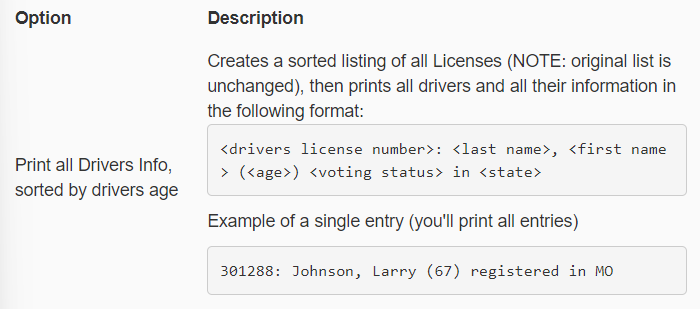 Option Description
Creates a sorted listing of all Licenses (NOTE: original list is
unchanged), then prints all drivers and all their information in
the following format:
<drivers license number>: <last name>, <first name
> (<age>) <voting status> in <state>
Print all Drivers Info,
sorted by drivers age
Example of a single entry (you'll print all entries)
301288: Johnson, Larry (67) registered in MO